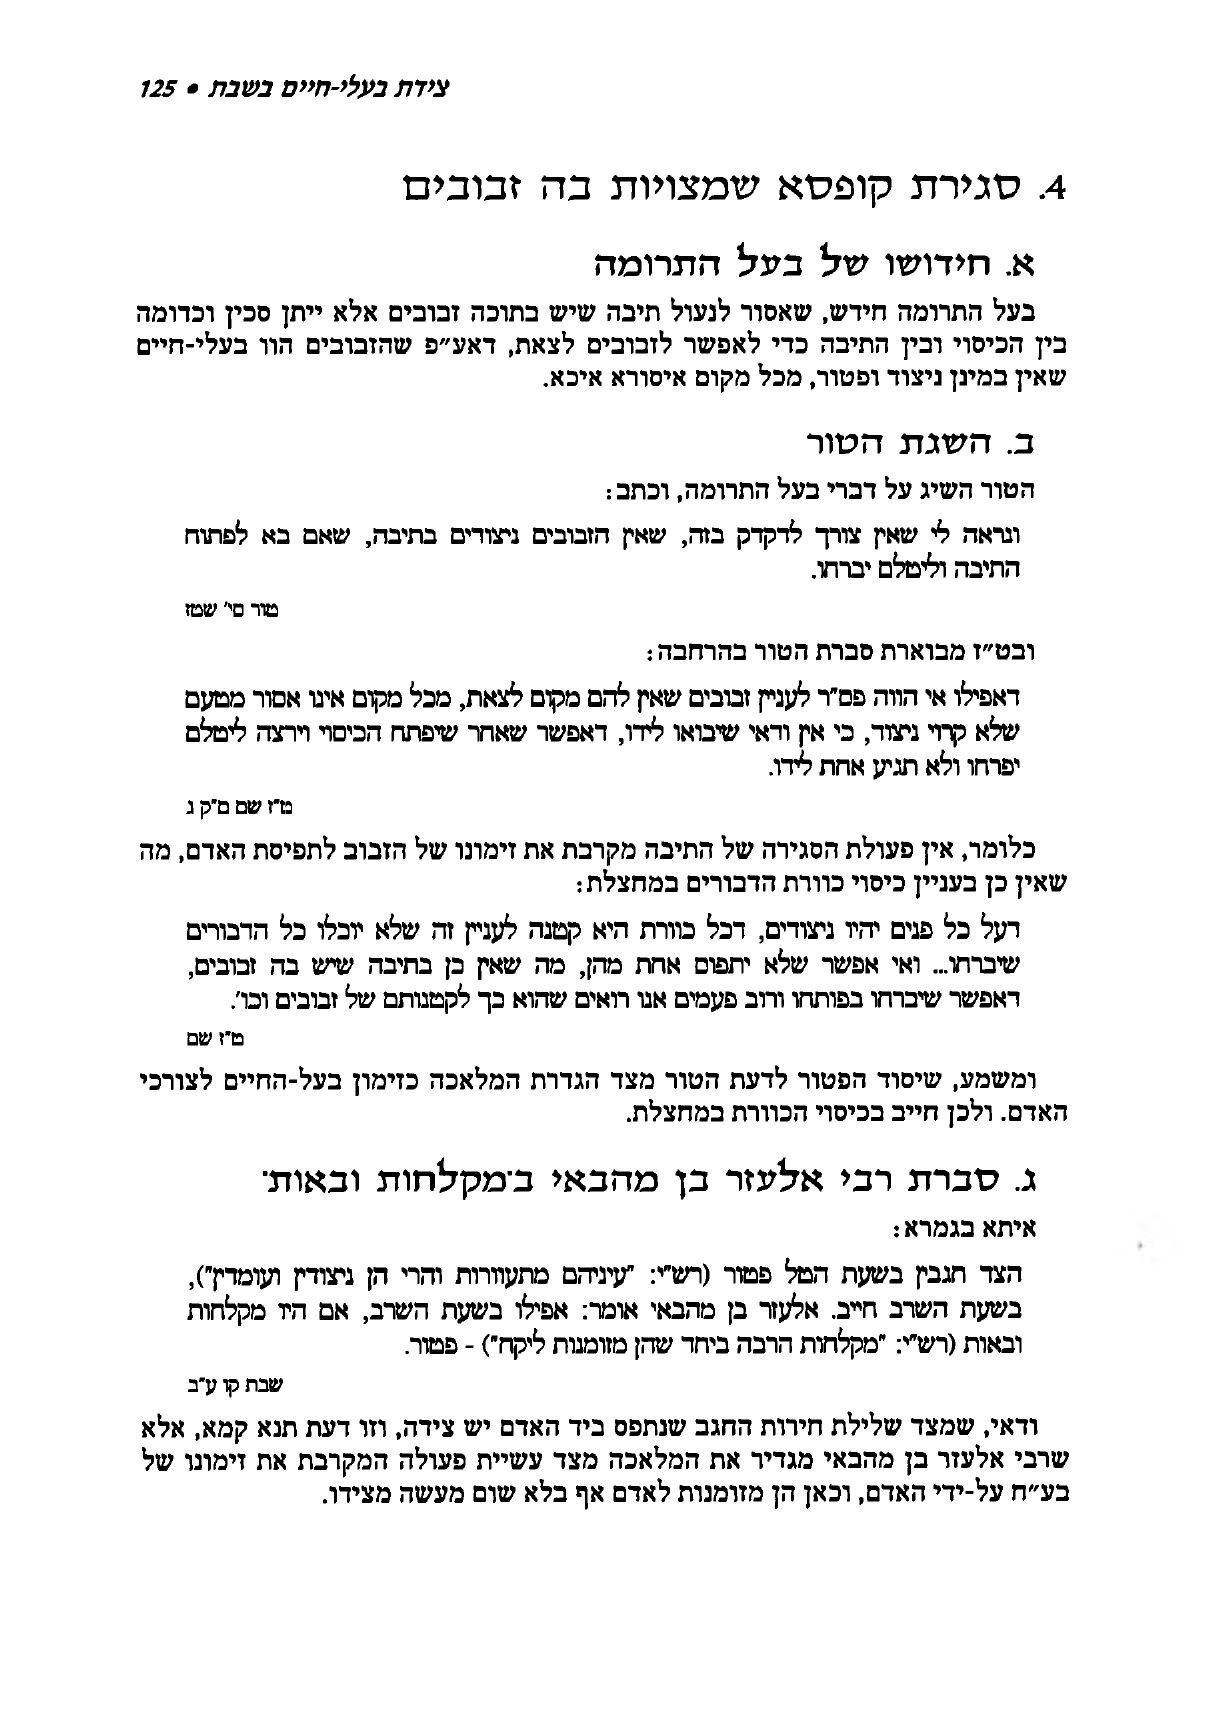 צידת בעלי-חיים בשבת • 125
4. סגירת קופסא שמצויות בה זבובים
א. חידושו של בעל התרומה
בעל התרומה חידש, שאסור לנעול תיבה שיש בתוכה זבובים אלא ייתן סכין וכדומה
בין הכיסוי ובין התיבה כדי לאפשר לזבובים לצאת, דאע״פ שהזבובים הוו בעלי-חיים
שאין במינן ניצוד ופטור, מכל מקום איסורא איכא.
ב. השגת הטור
הטור השיג על דברי בעל התרומה, וכתב:
ונראה לי שאין צורך לדקדק בזה, שאין הזבובים ניצודים בתיבה, שאם בא לפתוח
התיבה וליטלם יברחו.
טור סי' שטז
ובט״ז מבוארת סברת הטור בהרחבה:
דאפילו אי הווה פס"ר לעניין זבובים שאין להם מקום לצאת, מכל מקום אינו אסור מטעם
שלא קרוי ניצוד, כי אין ודאי שיבואו לידו, דאפשר שאחר שיפתח הכיסוי וירצה ליטלם
יפרחו ולא תגיע אחת לידו.
ט"ז שם ס"ק ג
כלומר, אין פעולת הסגירה של התיבה מקרבת את זימונו של הזבוב לתפיסת האדם, מה
שאין כן בעניין כיסוי כוורת הדבורים במחצלת:
דעל כל פנים יהיו ניצודים, דכל כוורת היא קטנה לעניין זה שלא יוכלו כל הדבורים
שיברחו... ואי אפשר שלא יתפוס אחת מהן, מה שאין כן בתיבה שיש בה זבובים,
דאפשר שיברחו בפותחו ורוב פעמים אנו רואים שהוא כך לקטנותם של זבובים וכו'.
ט"ז שם
ומשמע, שיסוד הפטור לדעת הטור מצד הגדרת המלאכה כזימון בעל-החיים לצורכי
האדם. ולכן חייב בכיסוי הכוורת במחצלת.
ג. סברת רבי אלעזר בן מהבאי ב"מקלחות ובאות"
איתא בגמרא:
הצד חגבין בשעת הטל פטור (רש"י: "עיניהם מתעוורות והרי הן ניצודין ועומדין"),
בשעת השרב חייב. אלעזר בן מהבאי אומר: אפילו בשעת השרב, אם היו מקלחות
ובאות (רש"י: "מקלחות הרבה ביחד שהן מזומנות ליקח") - פטור.
שבת קו ע"ב
ודאי, שמצד שלילת חירות החגב שנתפס ביד האדם יש צידה, וזו דעת תנא קמא, אלא
שרבי אלעזר בן מהבאי מגדיר את המלאכה מצד עשיית פעולה המקרבת את זימונו של
בע״ח על-ידי האדם, וכאן הן מזומנות לאדם אף בלא שום מעשה מצידו.